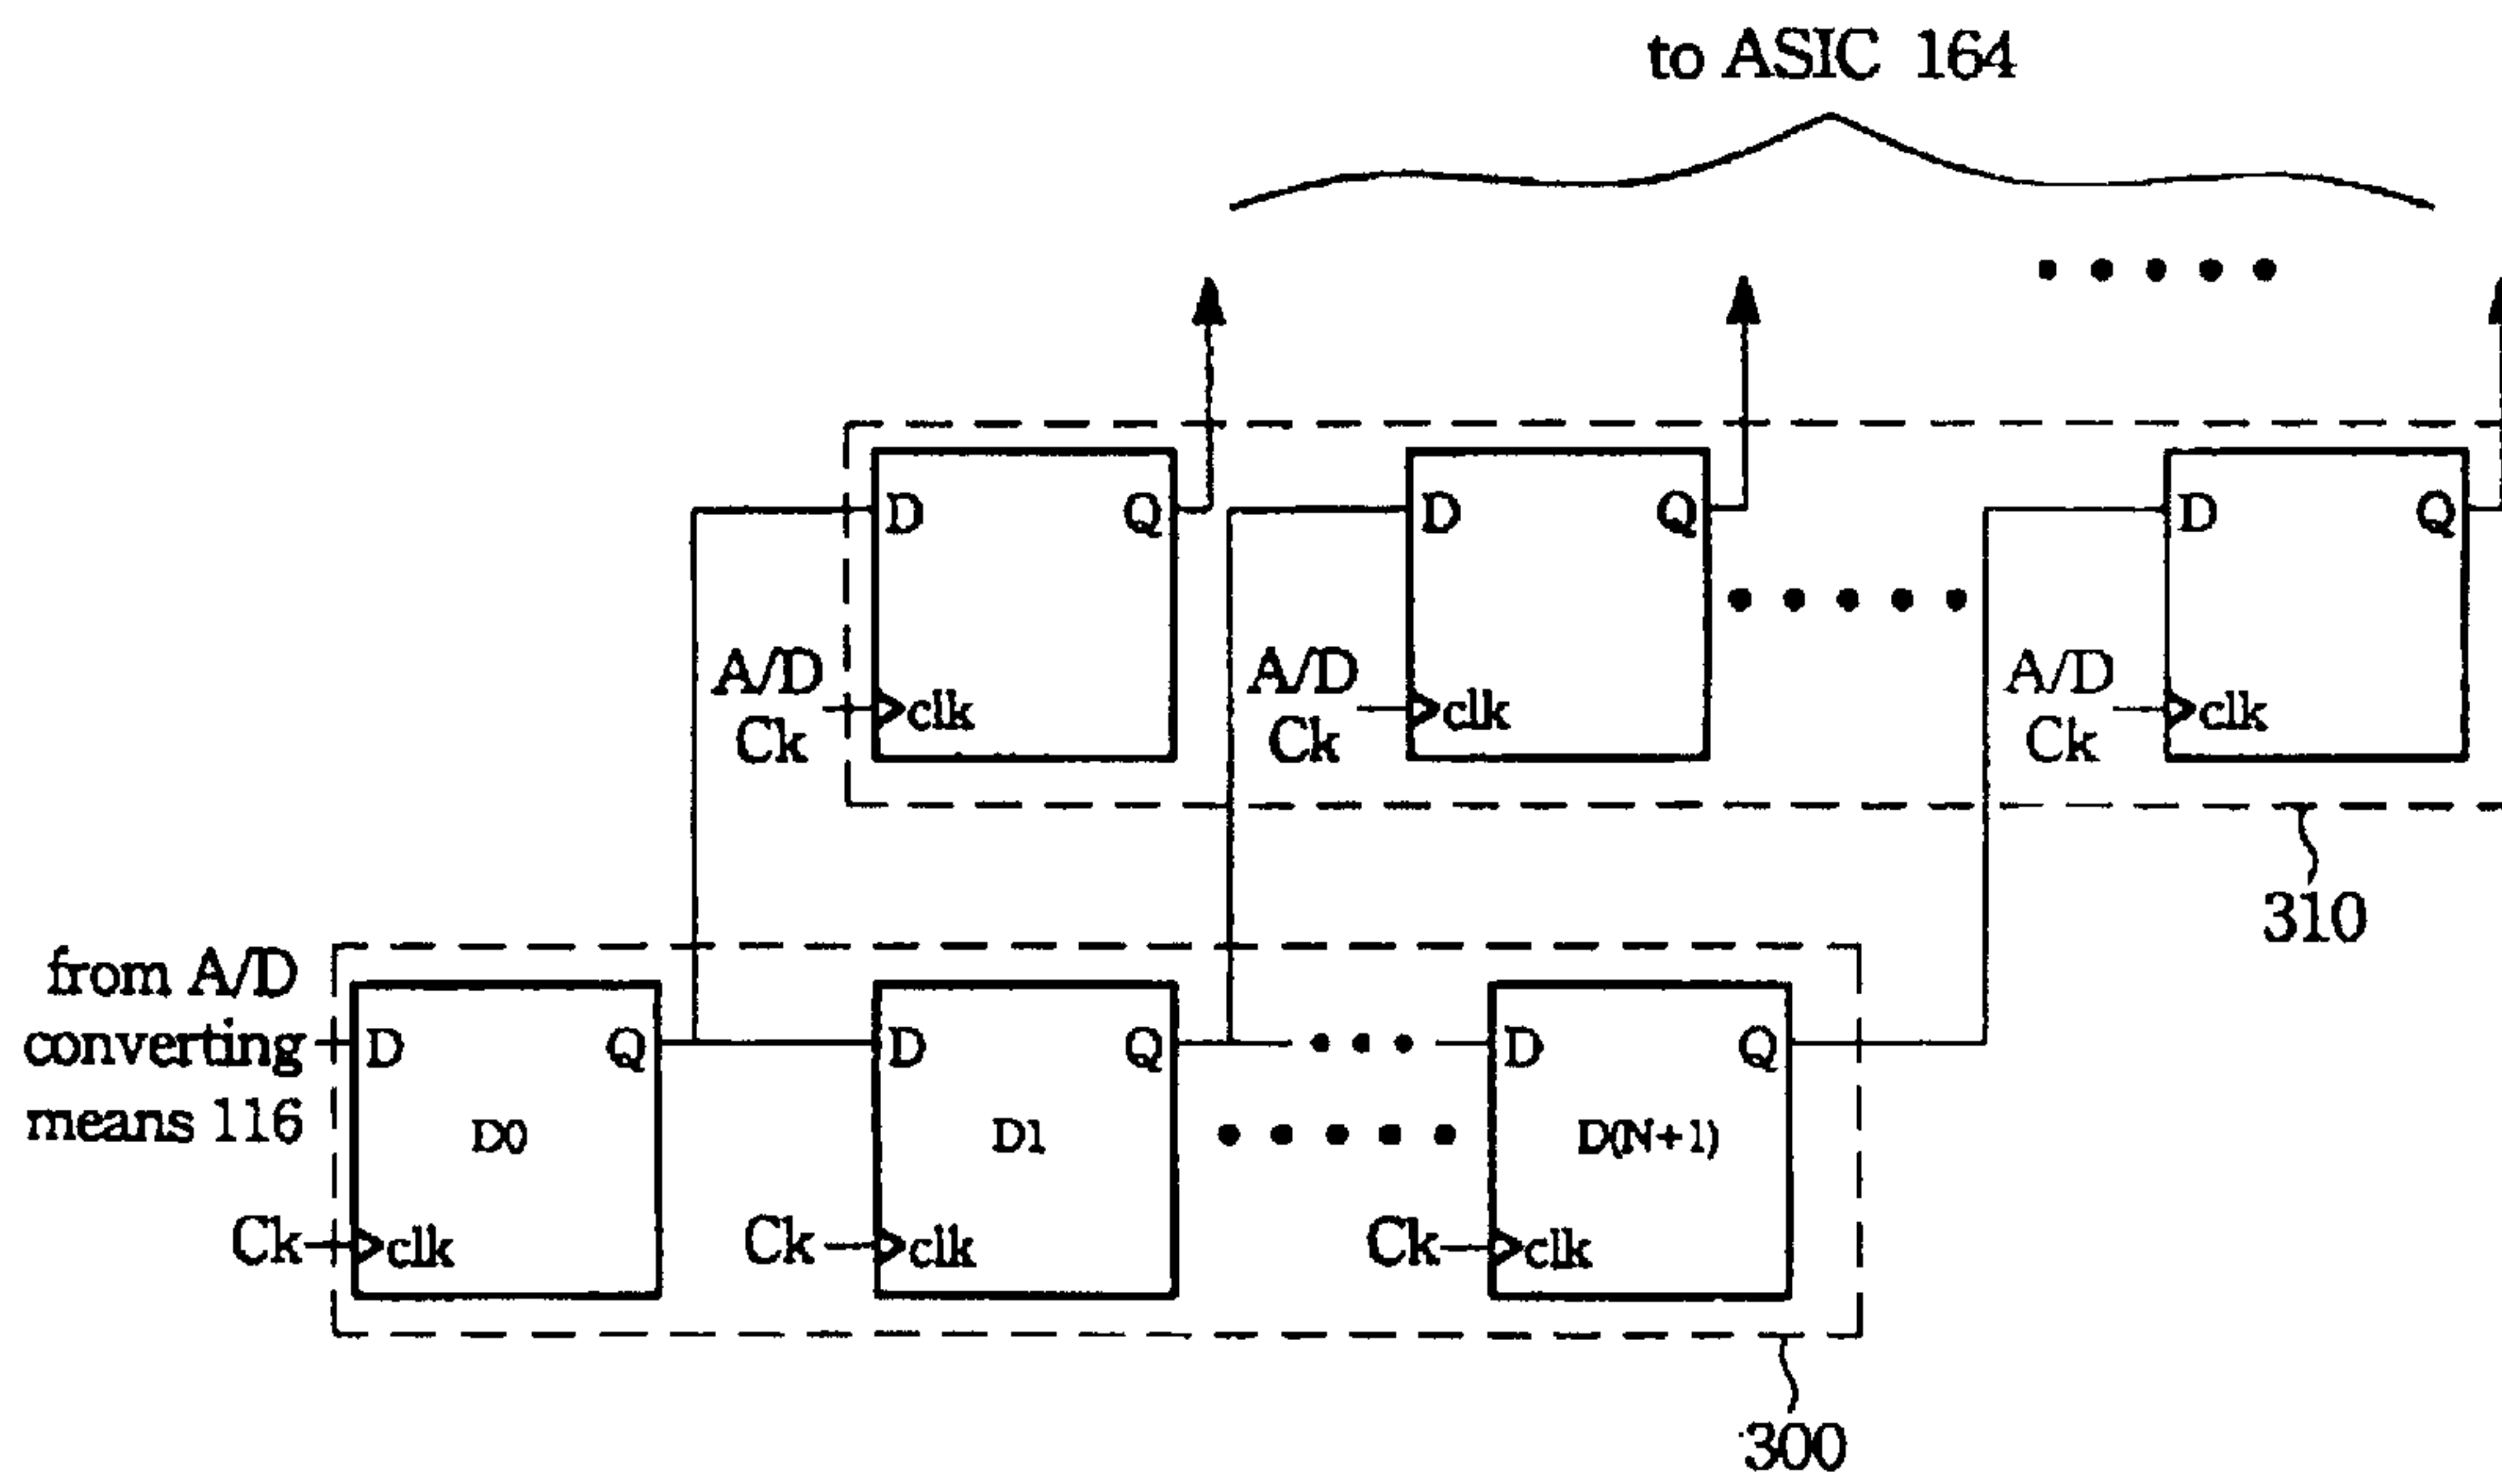 to ASIC 164
D Q D Q D Q
A/D A/D A/D
clk clk clk
Ck Ck Ck
310
from A/D
converting
means 116
D Q D Q D Q
D0 D1 D(N+1)
Ck clk Ck clk Ck clk
300